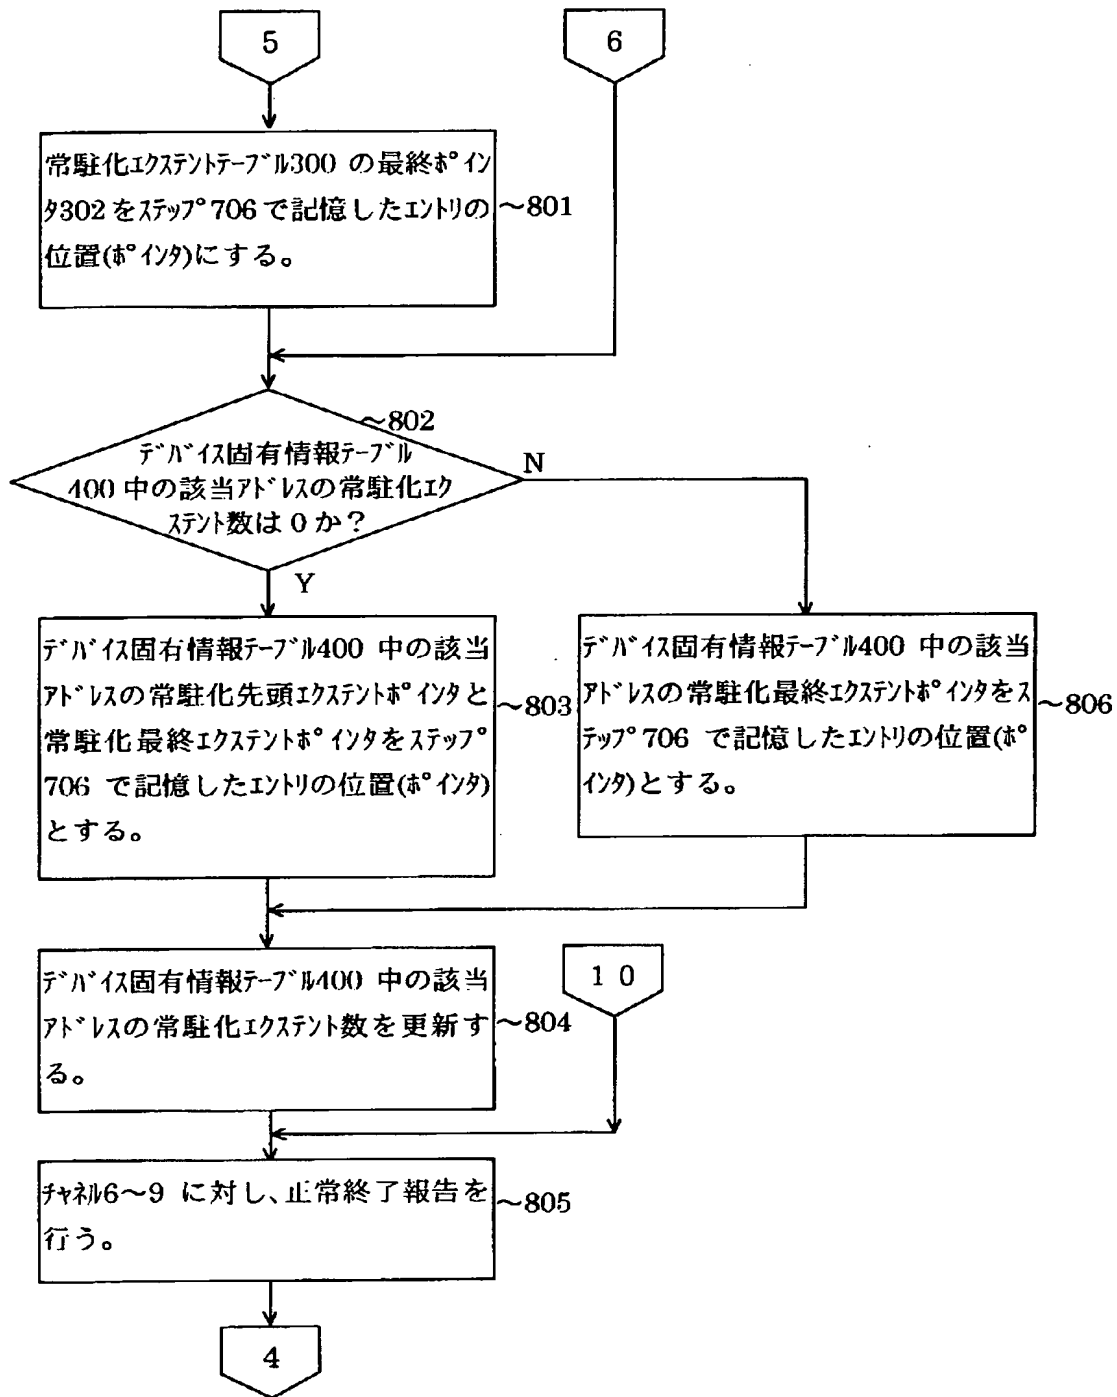 5
6
常駐化ｴｸｽﾃﾝﾄﾃｰﾌﾞﾙ300 の最終ﾎﾟｲﾝ
ﾀ302をｽﾃｯﾌﾟ706で記憶したｴﾝﾄﾘの
位置(ﾎﾟｲﾝﾀ)にする。
～801
～802
ﾃﾞﾊﾞｲｽ固有情報ﾃｰﾌﾞﾙ
400中の該当ｱﾄﾞﾚｽの常駐化ｴｸ
ｽﾃﾝﾄ数は0か？
N
Y
ﾃﾞﾊﾞｲｽ固有情報ﾃｰﾌﾞﾙ400 中の該当
ｱﾄﾞﾚｽの常駐化先頭ｴｸｽﾃﾝﾄﾎﾟｲﾝﾀと
常駐化最終ｴｸｽﾃﾝﾄﾎﾟｲﾝﾀをｽﾃｯﾌﾟ
706 で記憶したｴﾝﾄﾘの位置(ﾎﾟｲﾝﾀ)
とする。
～803
ﾃﾞﾊﾞｲｽ固有情報ﾃｰﾌﾞﾙ400 中の該当
ｱﾄﾞﾚｽの常駐化最終ｴｸｽﾃﾝﾄﾎﾟｲﾝﾀをｽ
ﾃｯﾌﾟ706 で記憶したｴﾝﾄﾘの位置(ﾎﾟ
ｲﾝﾀ)とする。
～806
ﾃﾞﾊﾞｲｽ固有情報ﾃｰﾌﾞﾙ400 中の該当
ｱﾄﾞﾚｽの常駐化ｴｸｽﾃﾝﾄ数を更新す
る。
～804
10
ﾁｬﾈﾙ6～9 に対し、正常終了報告を
行う。
～805
4